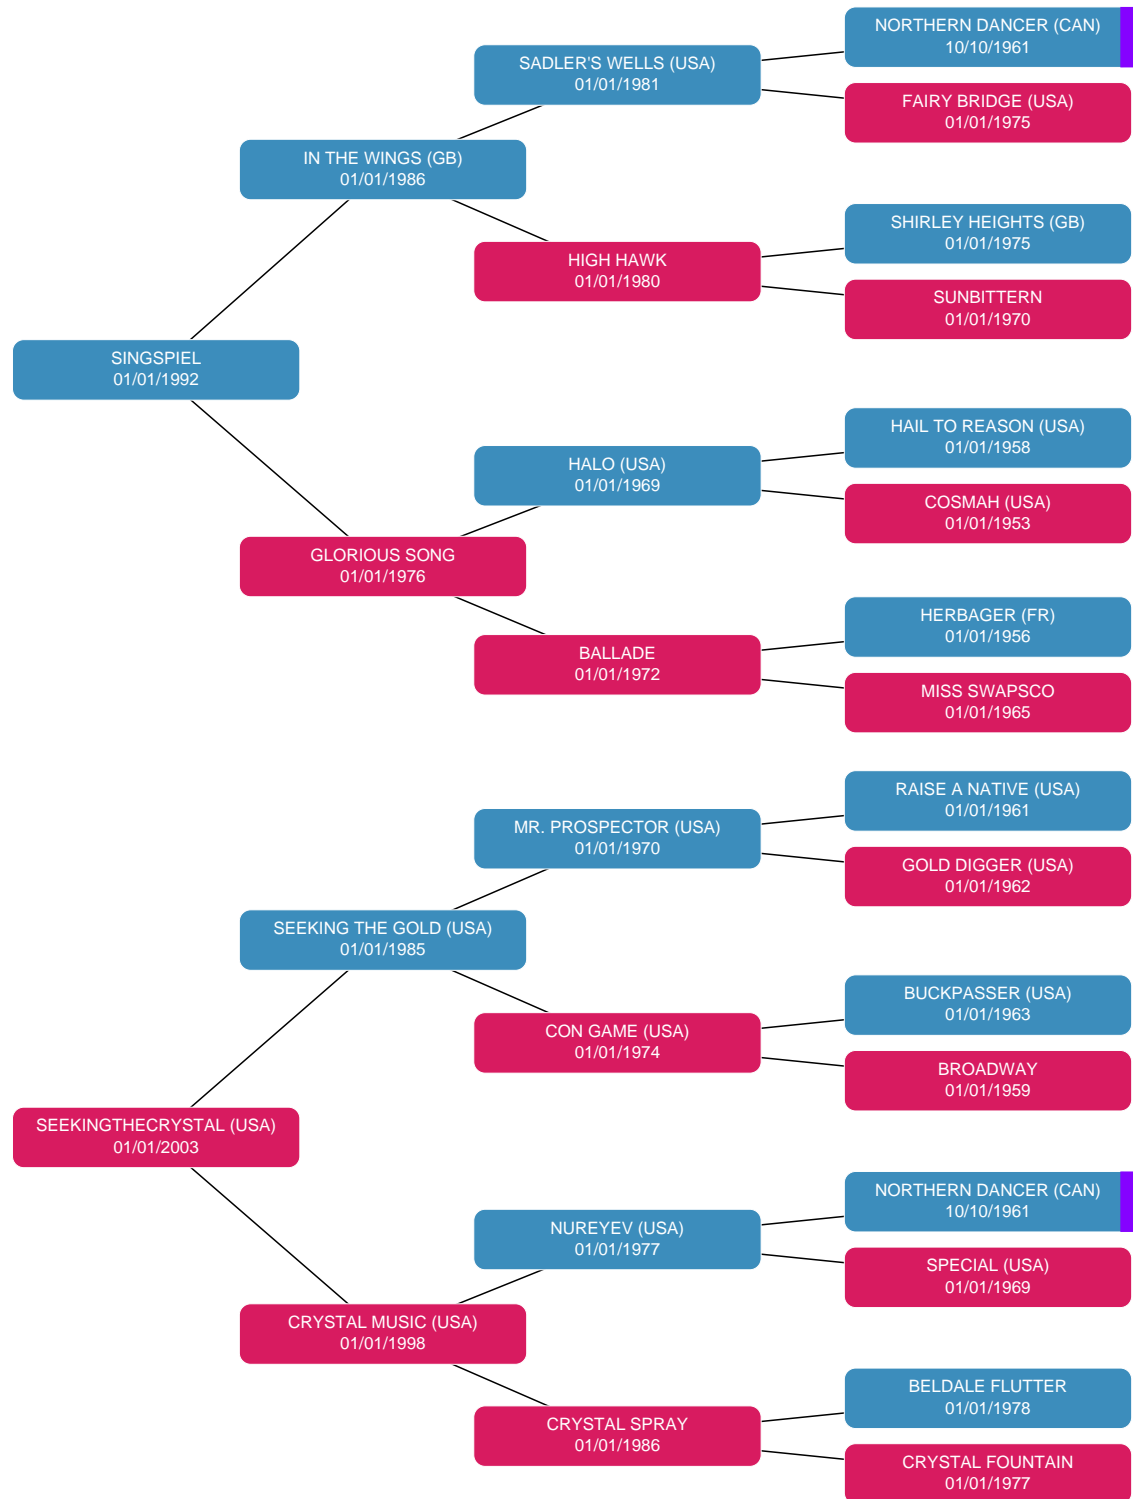 NORTHERN DANCER (CAN)
10/10/1961
SADLER'S WELLS (USA)
01/01/1981
FAIRY BRIDGE (USA)
01/01/1975
IN THE WINGS (GB)
01/01/1986
SHIRLEY HEIGHTS (GB)
01/01/1975
HIGH HAWK
01/01/1980
SUNBITTERN
01/01/1970
SINGSPIEL
01/01/1992
HAIL TO REASON (USA)
01/01/1958
HALO (USA)
01/01/1969
COSMAH (USA)
01/01/1953
GLORIOUS SONG
01/01/1976
HERBAGER (FR)
01/01/1956
BALLADE
01/01/1972
MISS SWAPSCO
01/01/1965
RAISE A NATIVE (USA)
01/01/1961
MR. PROSPECTOR (USA)
01/01/1970
GOLD DIGGER (USA)
01/01/1962
SEEKING THE GOLD (USA)
01/01/1985
BUCKPASSER (USA)
01/01/1963
CON GAME (USA)
01/01/1974
BROADWAY
01/01/1959
SEEKINGTHECRYSTAL (USA)
01/01/2003
NORTHERN DANCER (CAN)
10/10/1961
NUREYEV (USA)
01/01/1977
SPECIAL (USA)
01/01/1969
CRYSTAL MUSIC (USA)
01/01/1998
BELDALE FLUTTER
01/01/1978
CRYSTAL SPRAY
01/01/1986
CRYSTAL FOUNTAIN
01/01/1977